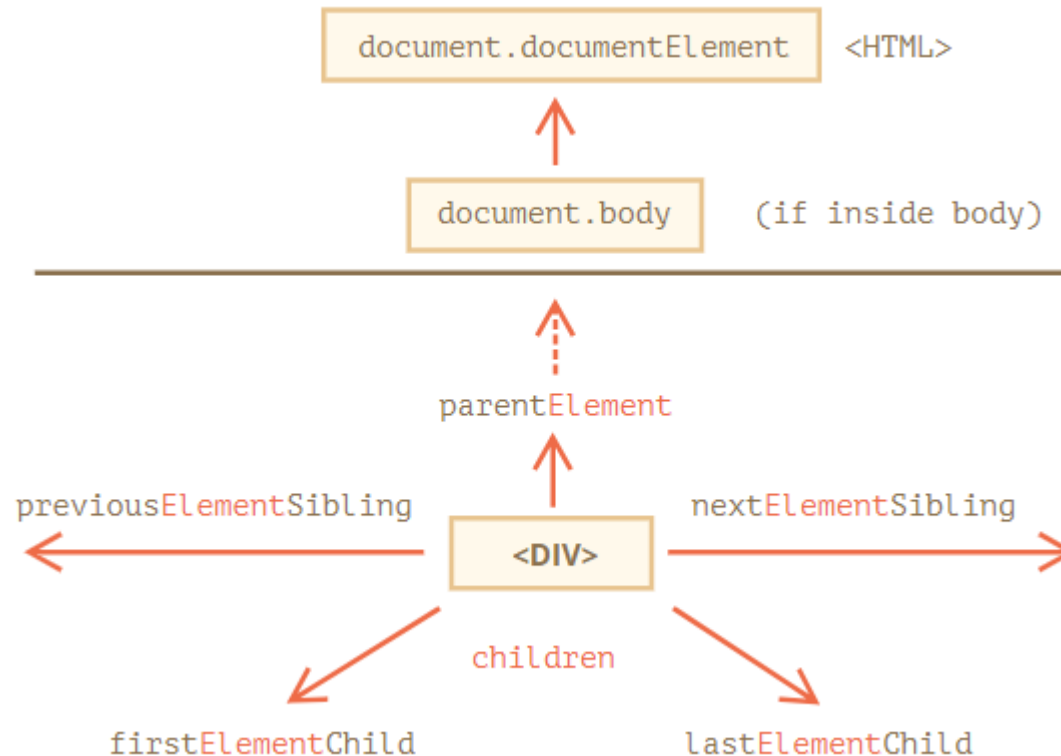 document.documentElement <HTML>
document.body (if inside body)
parentElement
previousElementSibling nextElementSibling
<DIV>
children
firstElementChild lastElementChild